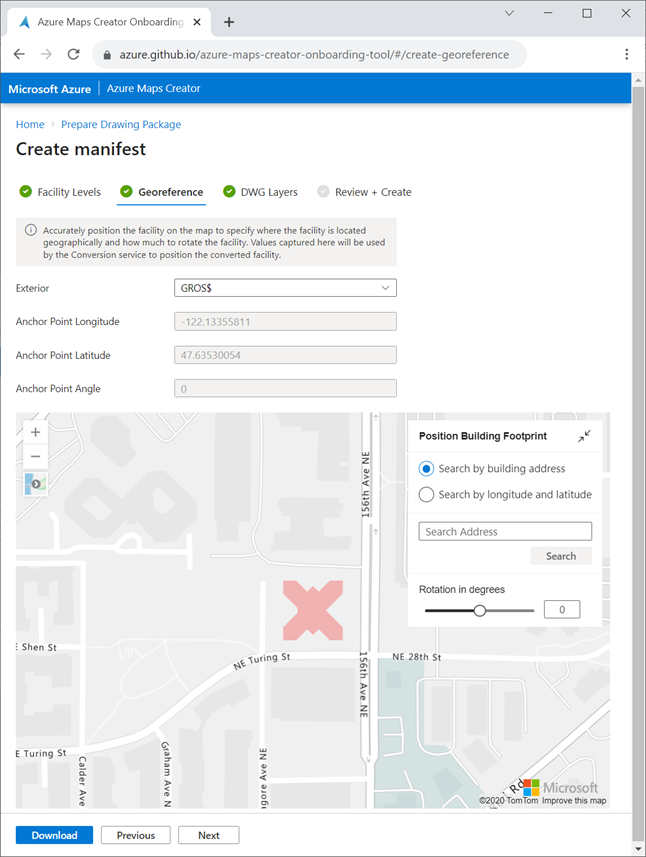 Azure Maps Creator Onboarding
azure.github.io/azure-maps-creator-onboarding-tool/#/create-georeference
Microsoft Azure Azure Maps Creator
Home Prepare Drawing Package
Create manifest
Facility Levels Georeference DWG Layers Review + Create
Accurately position the facility on the map to specify where the facility is located
geographically and how much to rotate the facility. Values captured here will be used
by the Conversion service to position the converted facility.
Exterior GROS$
Anchor Point Longitude -122.13355811
Anchor Point Latitude 47.63530054
Anchor Point Angle 0
Position Building Footprint
Search by building address
Search by longitude and latitude
Search Address
Search
Rotation in degrees
0
156th Ave NE
E Shen St
NE Turing St
156th Ave NE
NE 28th St
E Turing St
Calder Ave
Graham Ave N
gore Ave NE
Rd
Microsoft
©2020 TomTom Improve this map
Download Previous Next